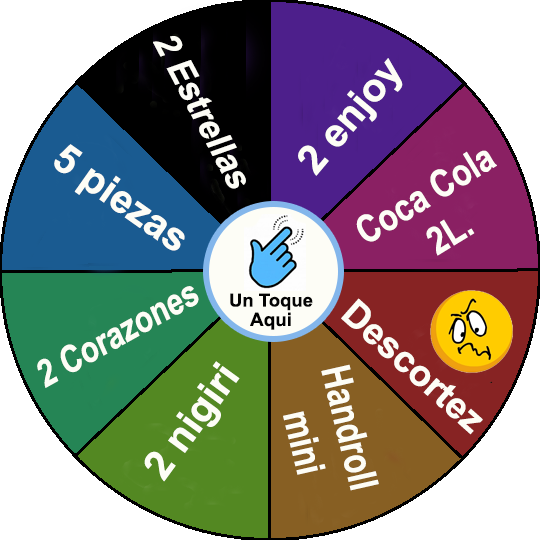 2 Estrellas
2 enjoy
Coca Cola
2L.
Descortez
Handroll
mini
2 nigiri
2 Corazones
5 piezas
Un Toque
Aqui